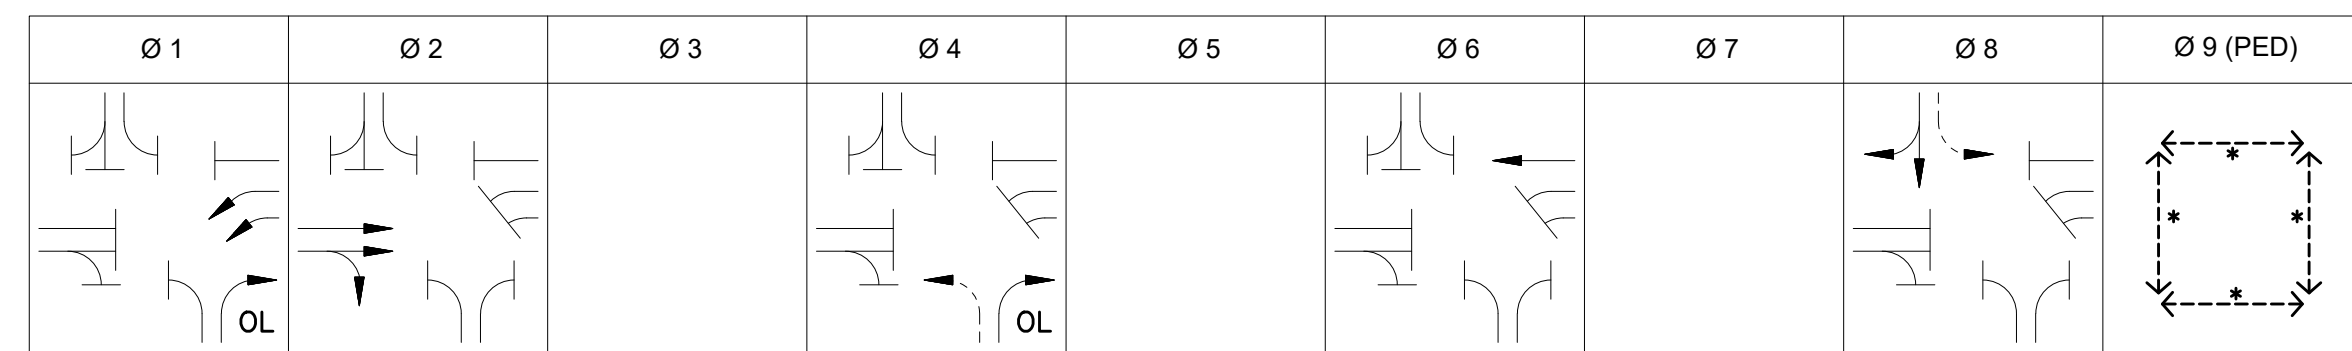 Ø 1 Ø 2 Ø 3 Ø 4 Ø 5 Ø 6 Ø 7 Ø 8 Ø 9 (PED)
* 
* *
OL OL *